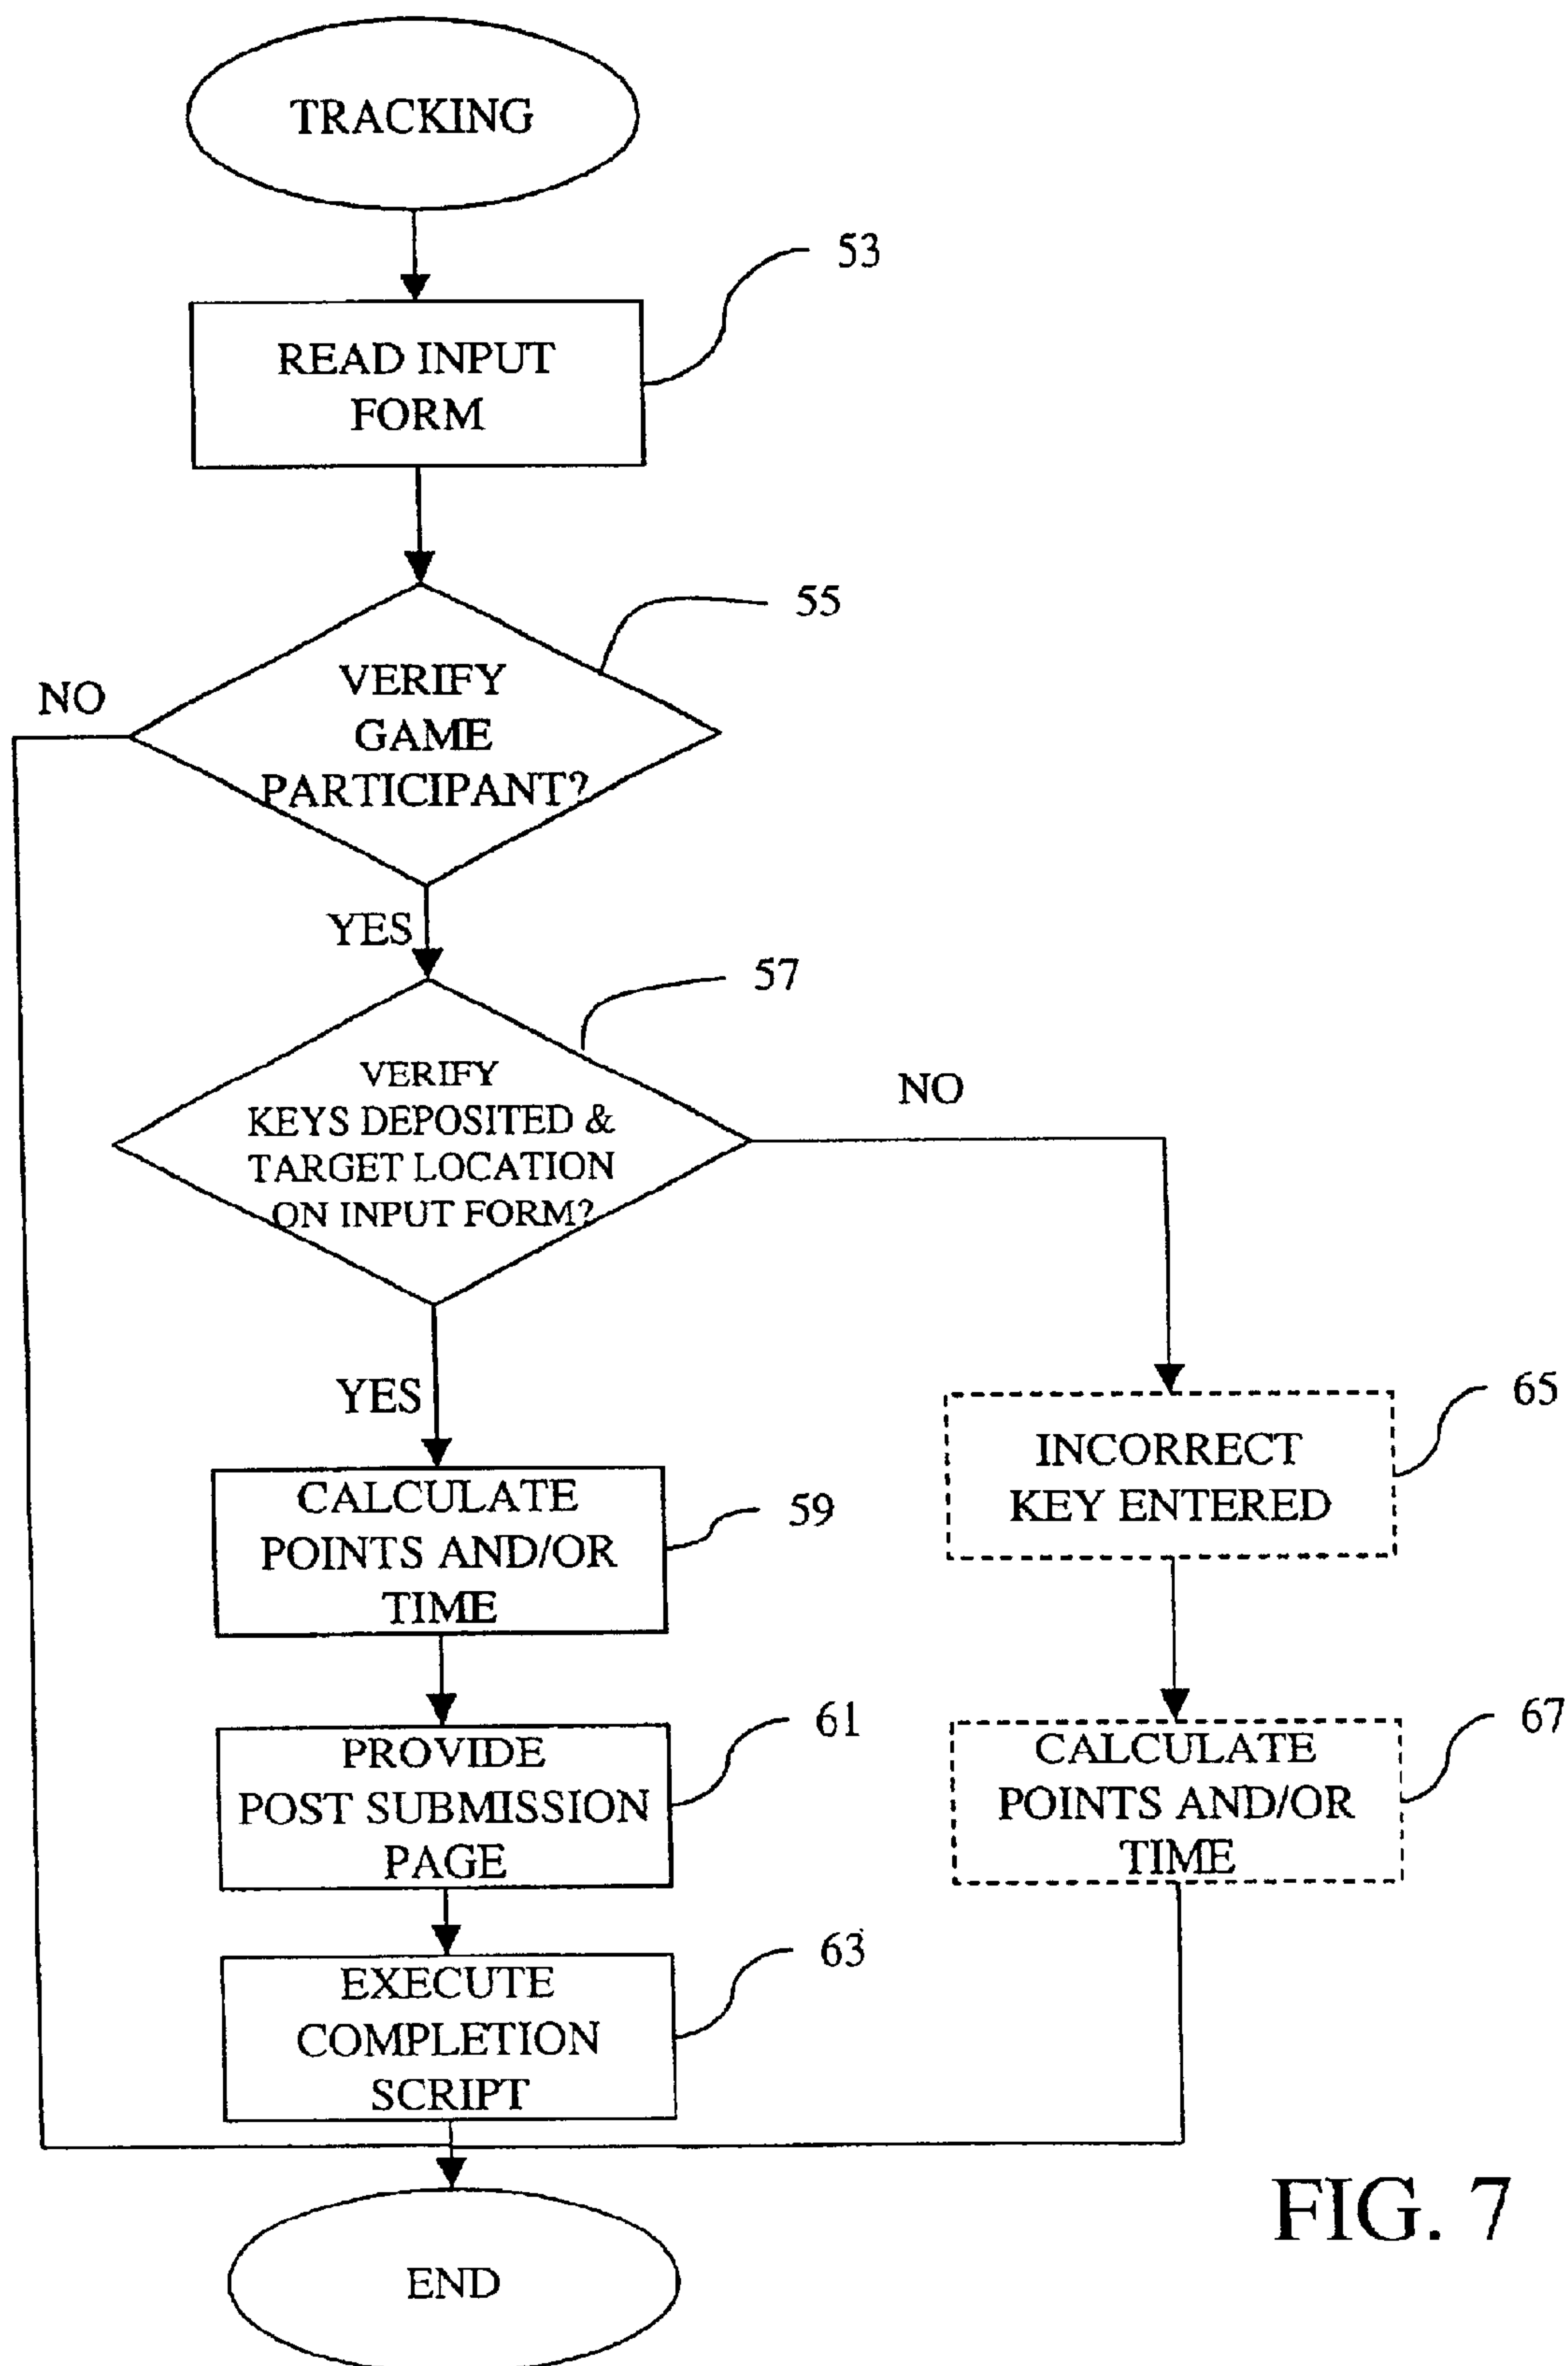 TRACKING
53
READ INPUT
FORM
55
NO
VERIFY
GAME
PARTICIPANT?
YES
57
VERIFY
KEYS DEPOSITED &
TARGET LOCATION
ON INPUT FORM?
NO
YES
65
INCORRECT
KEY ENTERED
CALCULATE
POINTS AND/OR
TIME
59
61
PROVIDE
POST SUBMISSION
PAGE
67
CALCULATE
POINTS AND/OR
TIME
63
EXECUTE
COMPLETION
SCRIPT
END
FIG. 7